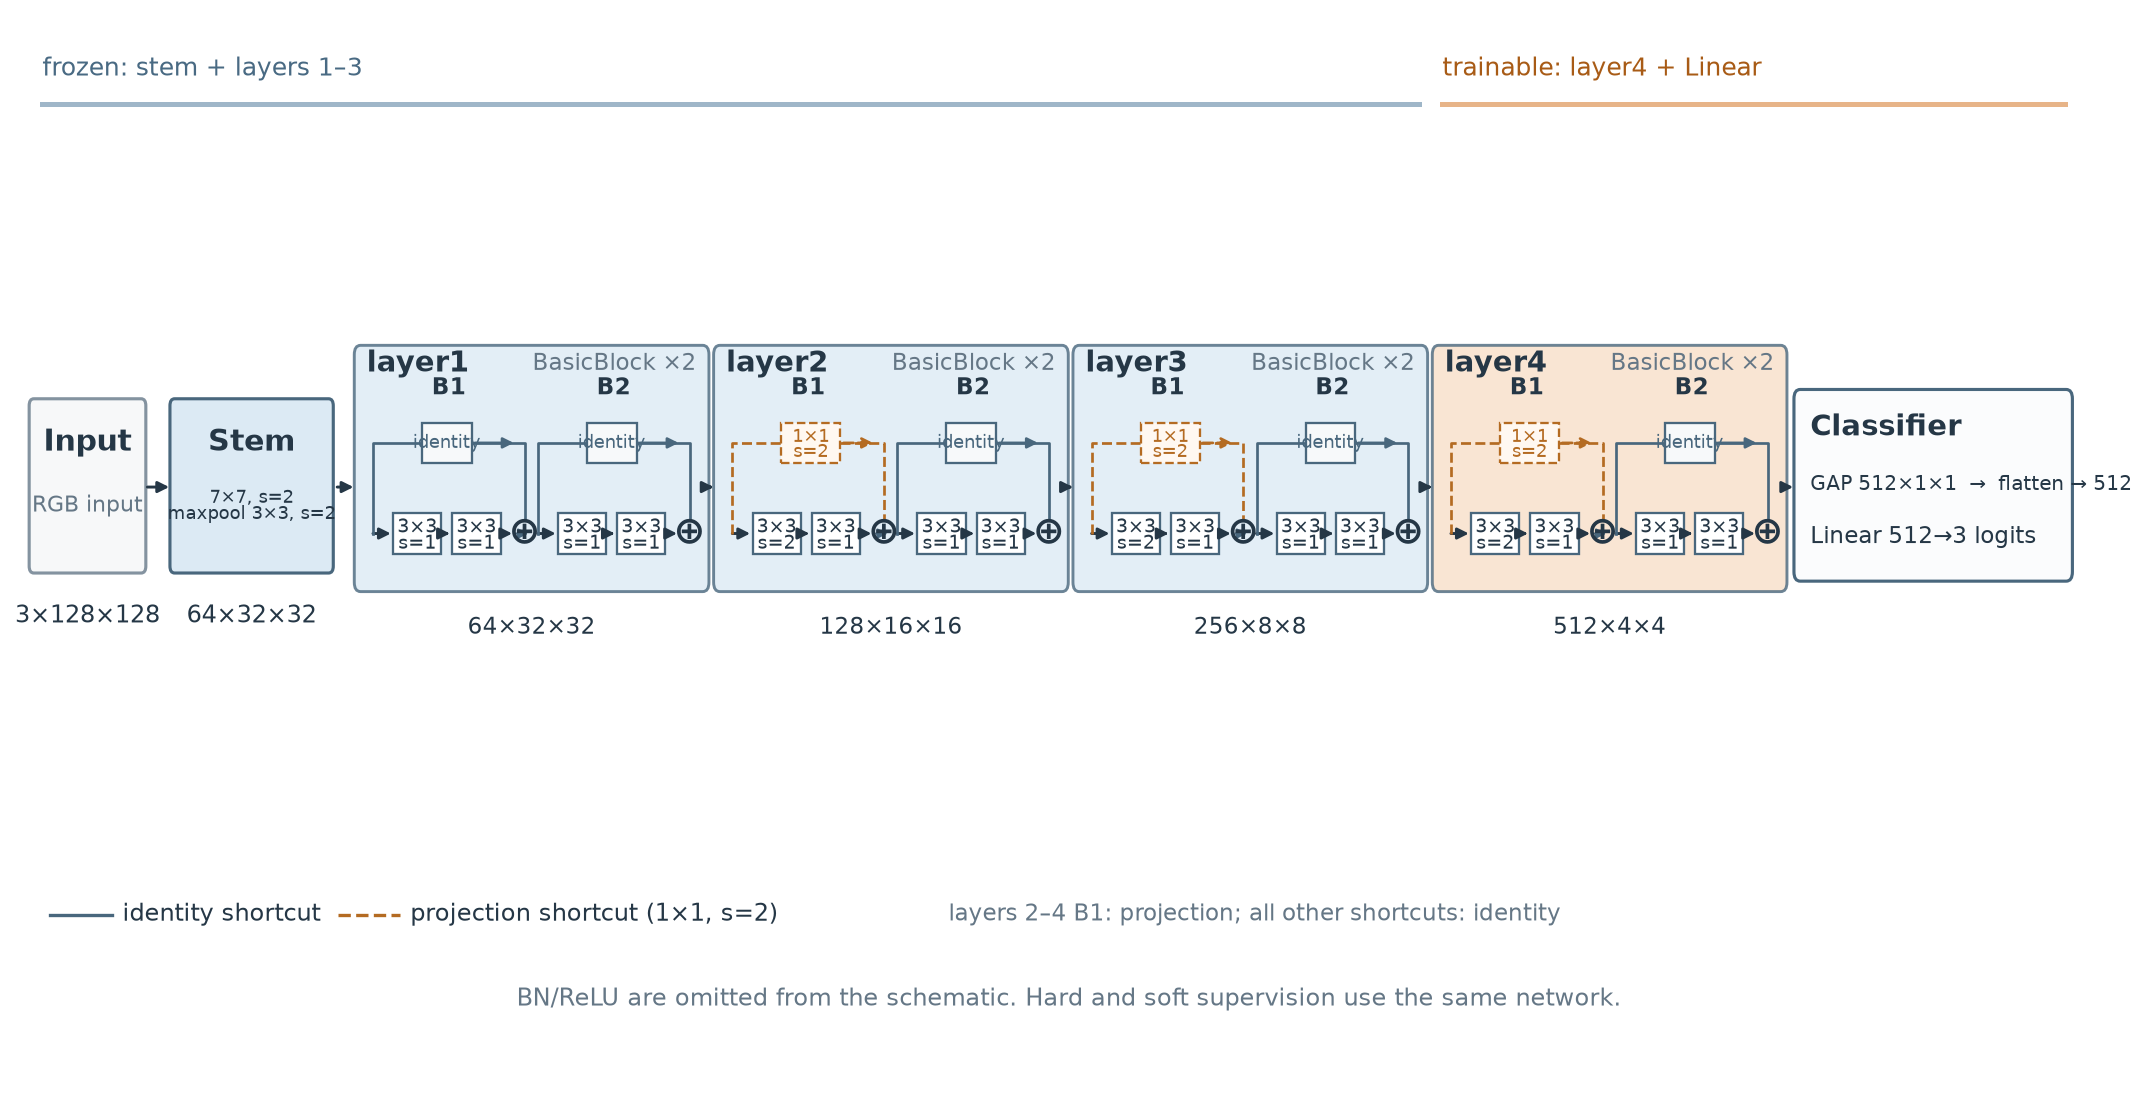 frozen: stem + layers 1–3
trainable: layer4 + Linear
Input
RGB input
3×128×128
Stem
7×7, s=2
maxpool 3×3, s=2
64×32×32
layer1
BasicBlock ×2
B1
B2
identity
identity
3×3
s=1
3×3
s=1
3×3
s=1
3×3
s=1
64×32×32
layer2
BasicBlock ×2
B1
B2
1×1
s=2
identity
3×3
s=2
3×3
s=1
3×3
s=1
3×3
s=1
128×16×16
layer3
BasicBlock ×2
B1
B2
1×1
s=2
identity
3×3
s=2
3×3
s=1
3×3
s=1
3×3
s=1
256×8×8
layer4
BasicBlock ×2
B1
B2
1×1
s=2
identity
3×3
s=2
3×3
s=1
3×3
s=1
3×3
s=1
512×4×4
Classifier
GAP 512×1×1 → flatten → 512
Linear 512→3 logits
identity shortcut
projection shortcut (1×1, s=2)
layers 2–4 B1: projection; all other shortcuts: identity
BN/ReLU are omitted from the schematic. Hard and soft supervision use the same network.